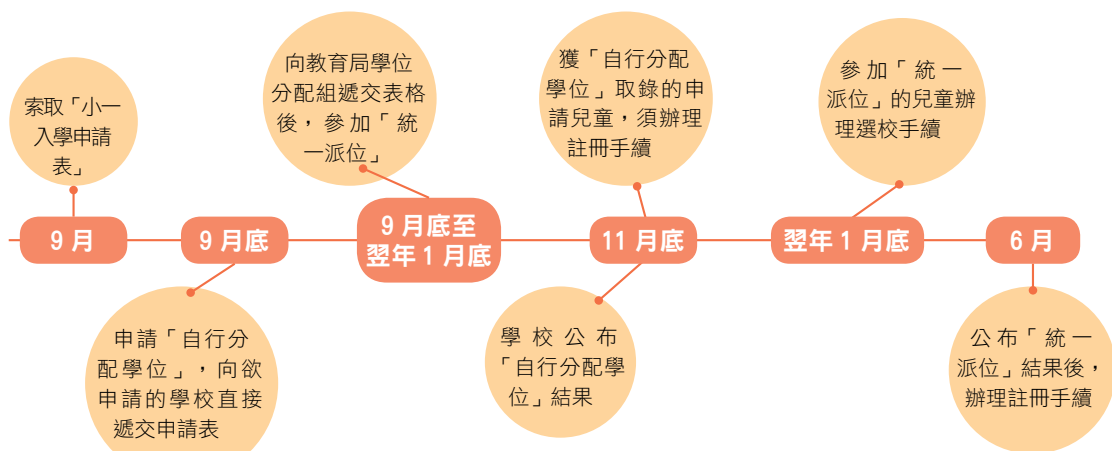 索取「小一
入學申請
表」
9 月
9 月底
申請「自行分
配學位」，向欲
申請的學校直接
遞交申請表
向教育局學位
分配組遞交表格
後，參加「統
一派位」
9 月底至
翌年 1 月底
獲「自行分配
學位」取錄的申
請兒童，須辦理
註冊手續
11 月底
學校公布
「自行分配學
位」結果
參加「統一
派位」的兒童辦
理選校手續
翌年 1 月底
6 月
公布「統一
派位」結果後，
辦理註冊手續